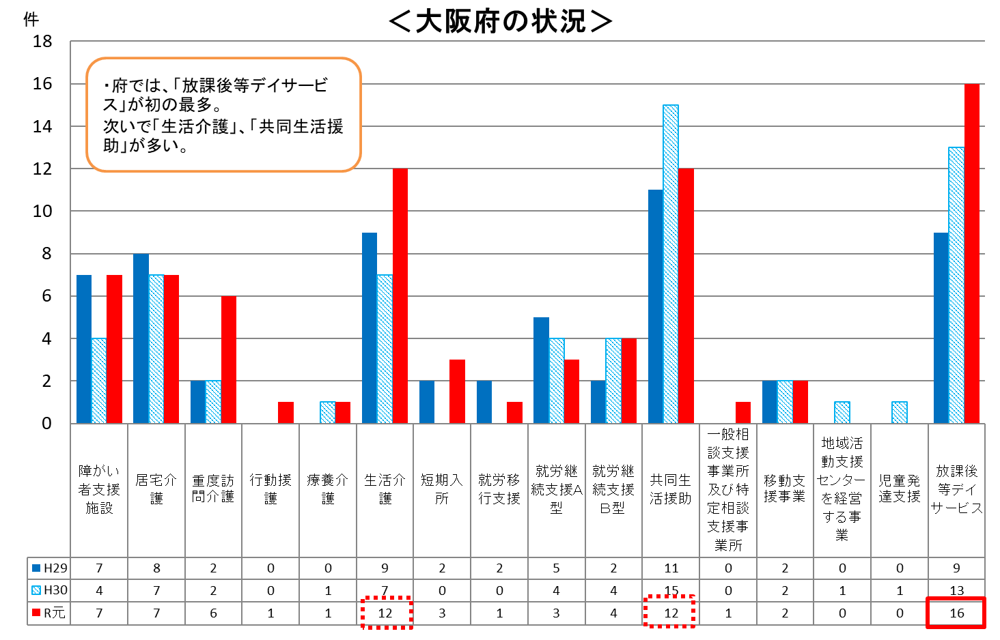 件
＜大阪府の状況＞
18
16
14
12
10
8
6
4
2
0
・府では、「放課後等デイサービ
ス」が初の最多。
次いで「生活介護」、「共同生活援
助」が多い。
障がい
者支援
施設
居宅介
護
重度訪
問介護
行動援
護
療養介
護
生活介
護
短期入
所
就労移
行支援
就労継
続支援A
型
就労継
続支援
B型
共同生
活援助
一般相
談支援
事業所
及び特
定相談
支援事
業所
移動支
援事業
地域活
動支援
センター
を経営
する事
業
児童発
達支援
放課後
等デイ
サービス
H29 7 8 2 0 0 9 2 2 5 2 11 0 2 0 0 9
H30 4 7 2 0 1 7 0 0 4 4 15 0 2 1 1 13
R元 7 7 6 1 1 12 3 1 3 4 12 1 2 0 0 16